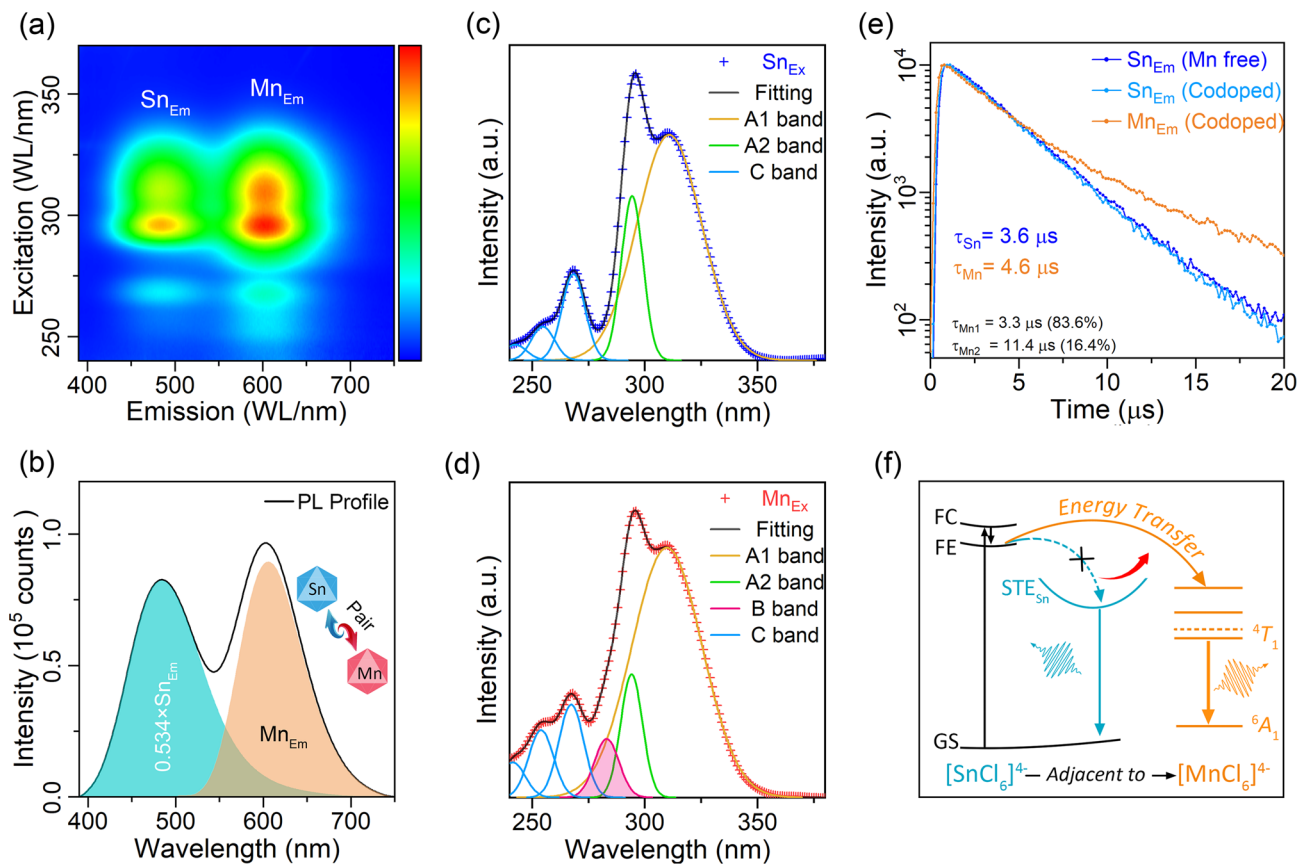 (a)
Sn_Em
Mn_Em
Excitation (WL/nm)
350
300
250
400
500
600
700
Emission (WL/nm)
(c)
Sn_Ex
Fitting
A1 band
A2 band
C band
Intensity (a.u.)
250
300
350
Wavelength (nm)
(e)
Sn_Em (Mn free)
Sn_Em (Codoped)
Mn_Em (Codoped)
Intensity (a.u.)
10^4
10^3
10^2
τ_Sn= 3.6 μs
τ_Mn= 4.6 μs
τ_Mn1 = 3.3 μs (83.6%)
τ_Mn2 = 11.4 μs (16.4%)
0
5
10
15
20
Time (μs)
(b)
PL Profile
Intensity (10^5 counts)
1.0
0.5
0.0
0.534×Sn_Em
Mn_Em
Sn
Pair
Mn
400
500
600
700
Wavelength (nm)
(d)
Mn_Ex
Fitting
A1 band
A2 band
B band
C band
Intensity (a.u.)
250
300
350
Wavelength (nm)
(f)
Energy Transfer
FC
FE
STE_Sn
^4T_1
^6A_1
GS
[SnCl_6]^4- Adjacent to [MnCl_6]^4-